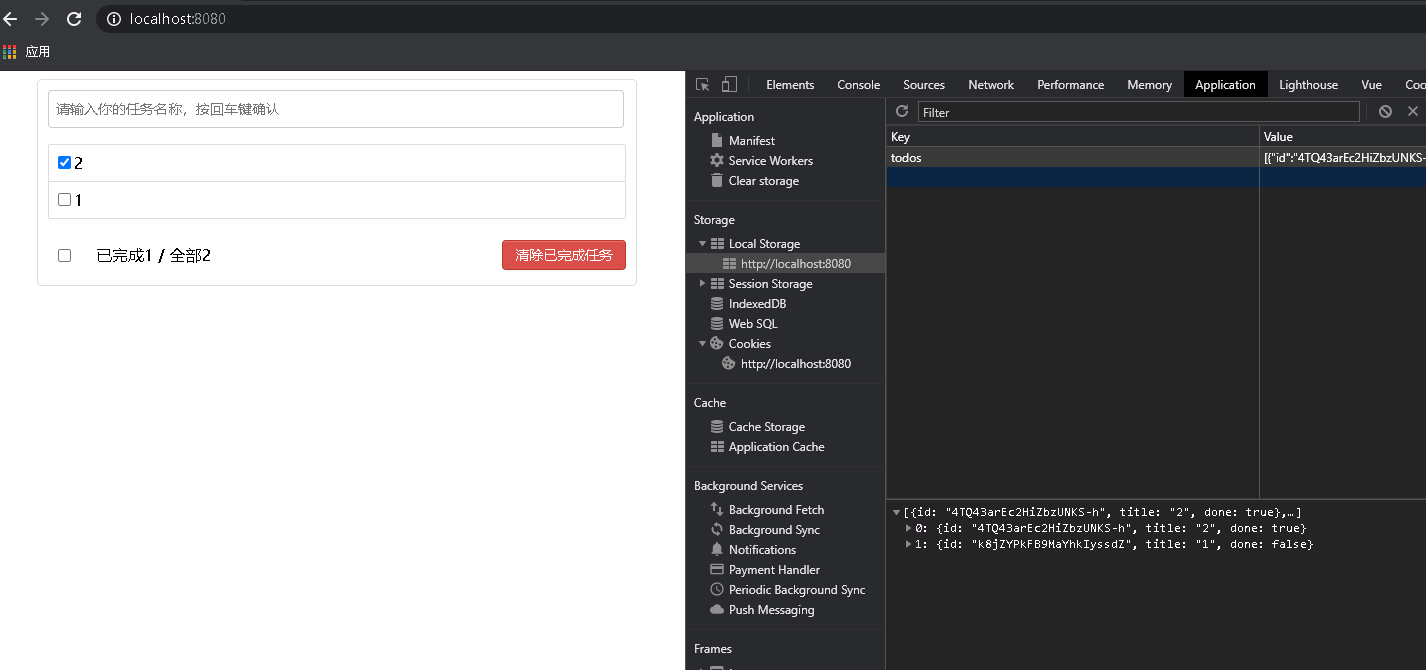 localhost:8080
应用
请输入你的任务名称，按回车键确认
2
1
已完成1 / 全部2
清除已完成任务
Elements Console Sources Network Performance Memory Application Lighthouse Vue Coo
Application
Manifest
Service Workers
Clear storage
Storage
Local Storage
http://localhost:8080
Session Storage
IndexedDB
Web SQL
Cookies
http://localhost:8080
Cache
Cache Storage
Application Cache
Background Services
Background Fetch
Background Sync
Notifications
Payment Handler
Periodic Background Sync
Push Messaging
Frames
Filter
Key Value
todos [{"id":"4TQ43arEc2HiZbzUNKS-
[{id: "4TQ43arEc2HiZbzUNKS-h", title: "2", done: true},…]
0: {id: "4TQ43arEc2HiZbzUNKS-h", title: "2", done: true}
1: {id: "k8jZYPkFB9MaYhkIyssdZ", title: "1", done: false}